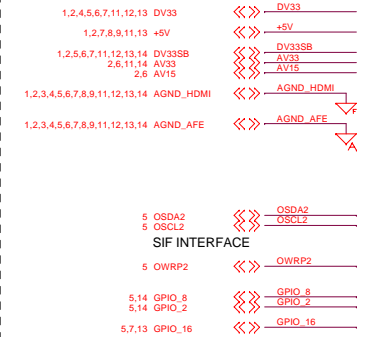 1,2,4,5,6,7,11,12,13 DV33 DV33
1,2,7,8,9,11,13 +5V +5V
1,2,5,6,7,11,12,13,14 DV33SB DV33SB
2,6,11,14 AV33 AV33
2,6 AV15 AV15
1,2,3,4,5,6,7,8,9,11,12,13,14 AGND_HDMI AGND_HDMI
F
1,2,3,4,5,6,7,8,9,11,12,13,14 AGND_AFE AGND_AFE
A
5 OSDA2 OSDA2
5 OSCL2 OSCL2
SIF INTERFACE
5 OWRP2 OWRP2
5,14 GPIO_8 GPIO_8
5,14 GPIO_2 GPIO_2
5,7,13 GPIO_16 GPIO_16